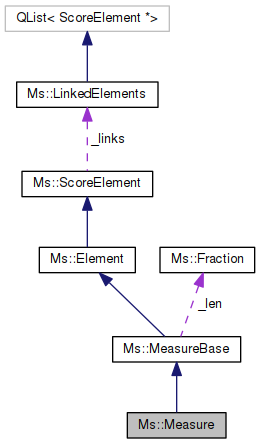 QList< ScoreElement *>
Ms::LinkedElements
_links
Ms::ScoreElement
Ms::Element
Ms::Fraction
_len
Ms::MeasureBase
Ms::Measure